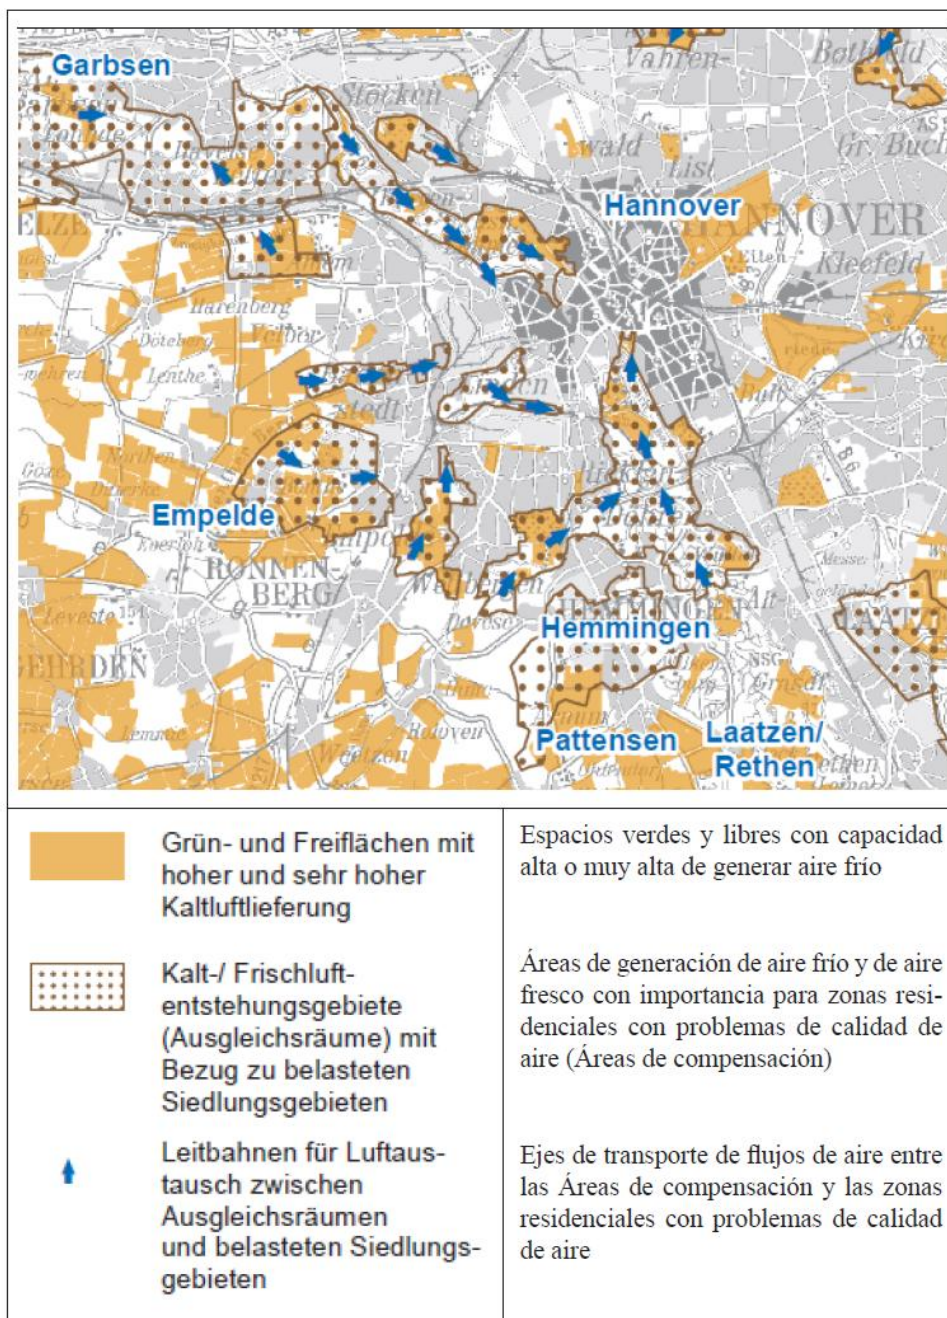 Garbsen
Stöcken
Vahren-
wald
List
Hannover
HANNOVER
Kleefeld
Harenberg
Velber
Döteberg
Lenthe
Northen
Empelde
RONNEN-
BERG
Leveste
GEHRDEN
Lemmie
Weetzen
HEMMINGEN
Hemmingen
Pattensen
Laatzen/
Rethen
Grün- und Freiflächen mit
hoher und sehr hoher
Kaltluftlieferung
Espacios verdes y libres con capacidad
alta o muy alta de generar aire frío
Kalt-/ Frischluft-
entstehungsgebiete
(Ausgleichsräume) mit
Bezug zu belasteten
Siedlungsgebieten
Áreas de generación de aire frío y de aire
fresco con importancia para zonas resi-
denciales con problemas de calidad de
aire (Áreas de compensación)
Leitbahnen für Luftaus-
tausch zwischen
Ausgleichsräumen
und belasteten Siedlungs-
gebieten
Ejes de transporte de flujos de aire entre
las Áreas de compensación y las zonas
residenciales con problemas de calidad
de aire